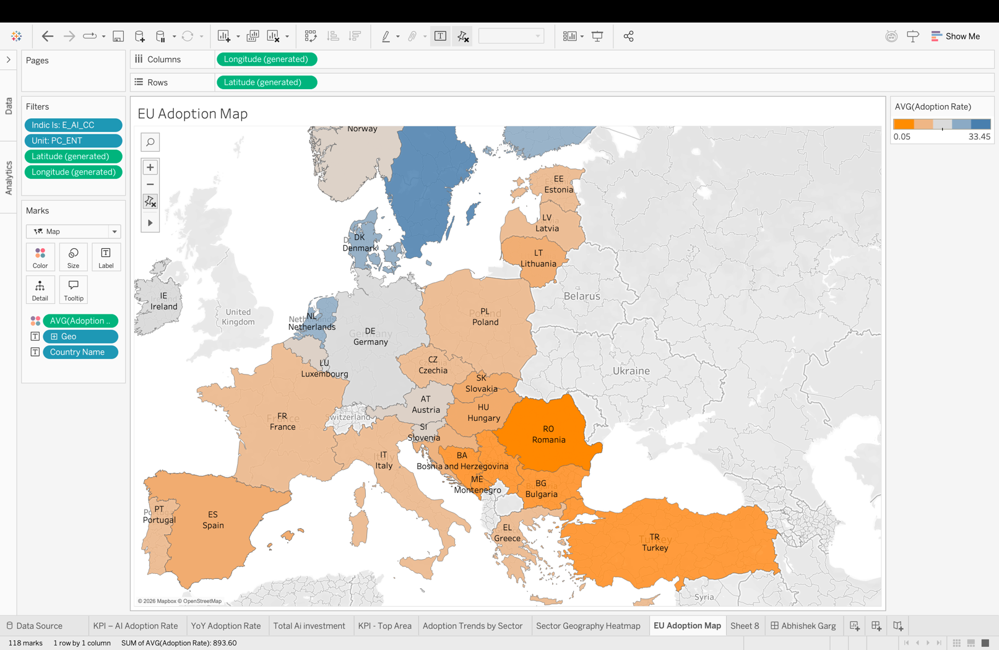 Show Me
Pages
Columns
Longitude (generated)
Rows
Latitude (generated)
Data
Analytics
Filters
Indic Is: E_AI_CC
Unit: PC_ENT
Latitude (generated)
Longitude (generated)
Marks
Map
Color
Size
Label
Detail
Tooltip
AVG(Adoption ..
Geo
Country Name
EU Adoption Map
AVG(Adoption Rate)
0.05
33.45
Norway
EE
Estonia
LV
Latvia
DK
Denmark
LT
Lithuania
IE
Ireland
United
Kingdom
NL
Netherlands
Belarus
PL
Poland
DE
Germany
LU
Luxembourg
CZ
Czechia
SK
Slovakia
Ukraine
AT
Austria
HU
Hungary
FR
France
Switzerland
SI
Slovenia
RO
Romania
IT
Italy
BA
Bosnia and Herzegovina
ME
Montenegro
BG
Bulgaria
PT
Portugal
ES
Spain
EL
Greece
TR
Turkey
Syria
© 2026 Mapbox © OpenStreetMap
Data Source
KPI – AI Adoption Rate
YoY Adoption Rate
Total Ai investment
KPI - Top Area
Adoption Trends by Sector
Sector Geography Heatmap
EU Adoption Map
Sheet 8
Abhishek Garg
118 marks
1 row by 1 column
SUM of AVG(Adoption Rate): 893.60